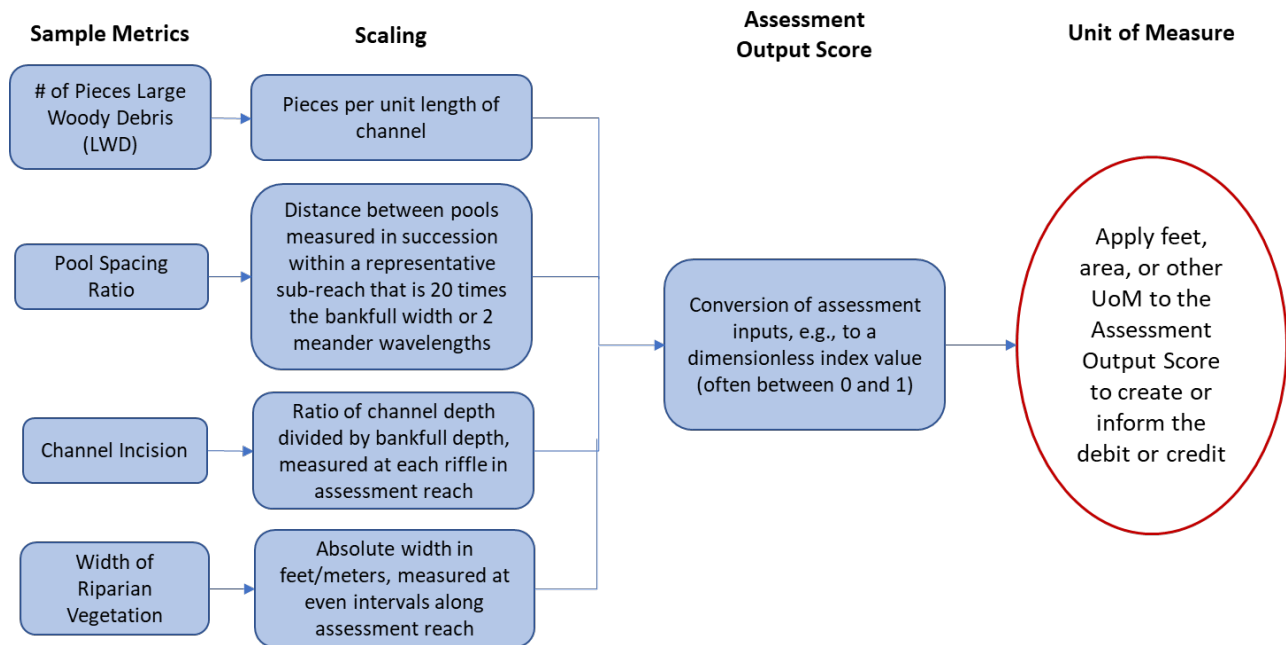 Sample Metrics
Scaling
Assessment
Output Score
Unit of Measure
# of Pieces Large
Woody Debris
(LWD)
Pieces per unit length of
channel
Pool Spacing
Ratio
Distance between pools
measured in succession
within a representative
sub-reach that is 20 times
the bankfull width or 2
meander wavelengths
Channel Incision
Ratio of channel depth
divided by bankfull depth,
measured at each riffle in
assessment reach
Width of
Riparian
Vegetation
Absolute width in
feet/meters, measured at
even intervals along
assessment reach
Conversion of assessment
inputs, e.g., to a
dimensionless index value
(often between 0 and 1)
Apply feet,
area, or other
UoM to the
Assessment
Output Score
to create or
inform the
debit or credit